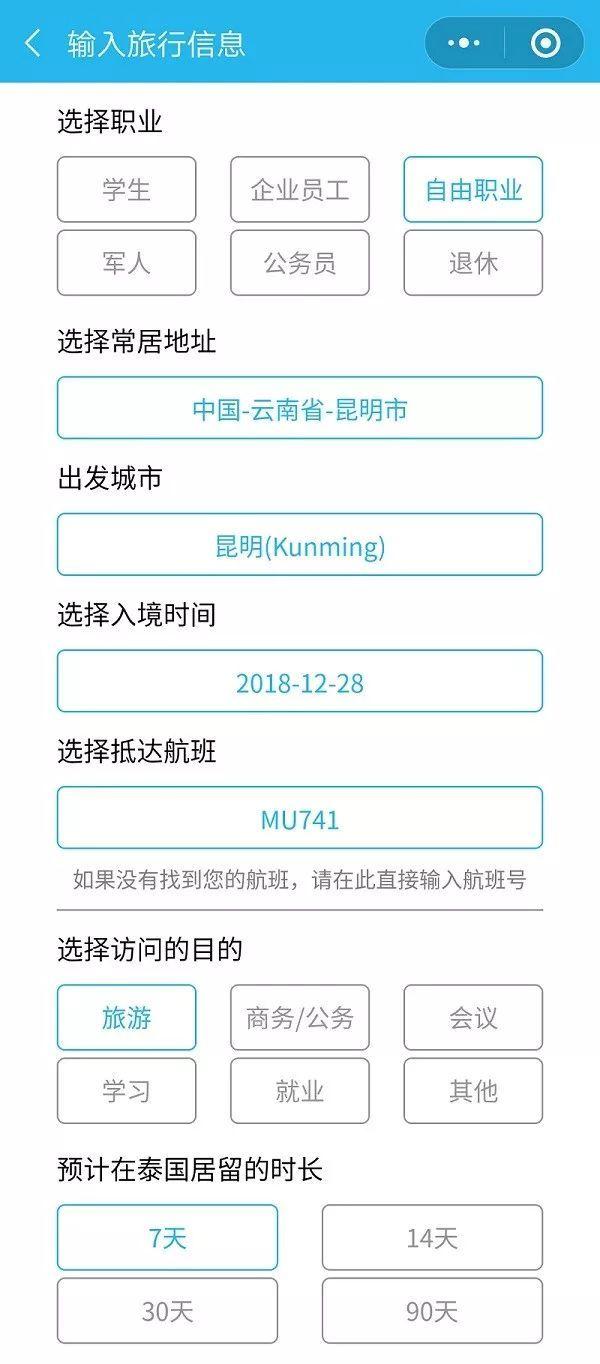 输入旅行信息
选择职业
学生 企业员工 自由职业
军人 公务员 退休
选择常居地址
中国-云南省-昆明市
出发城市
昆明(Kunming)
选择入境时间
2018-12-28
选择抵达航班
MU741
如果没有找到您的航班，请在此直接输入航班号
选择访问的目的
旅游 商务/公务 会议
学习 就业 其他
预计在泰国居留的时长
7天 14天
30天 90天